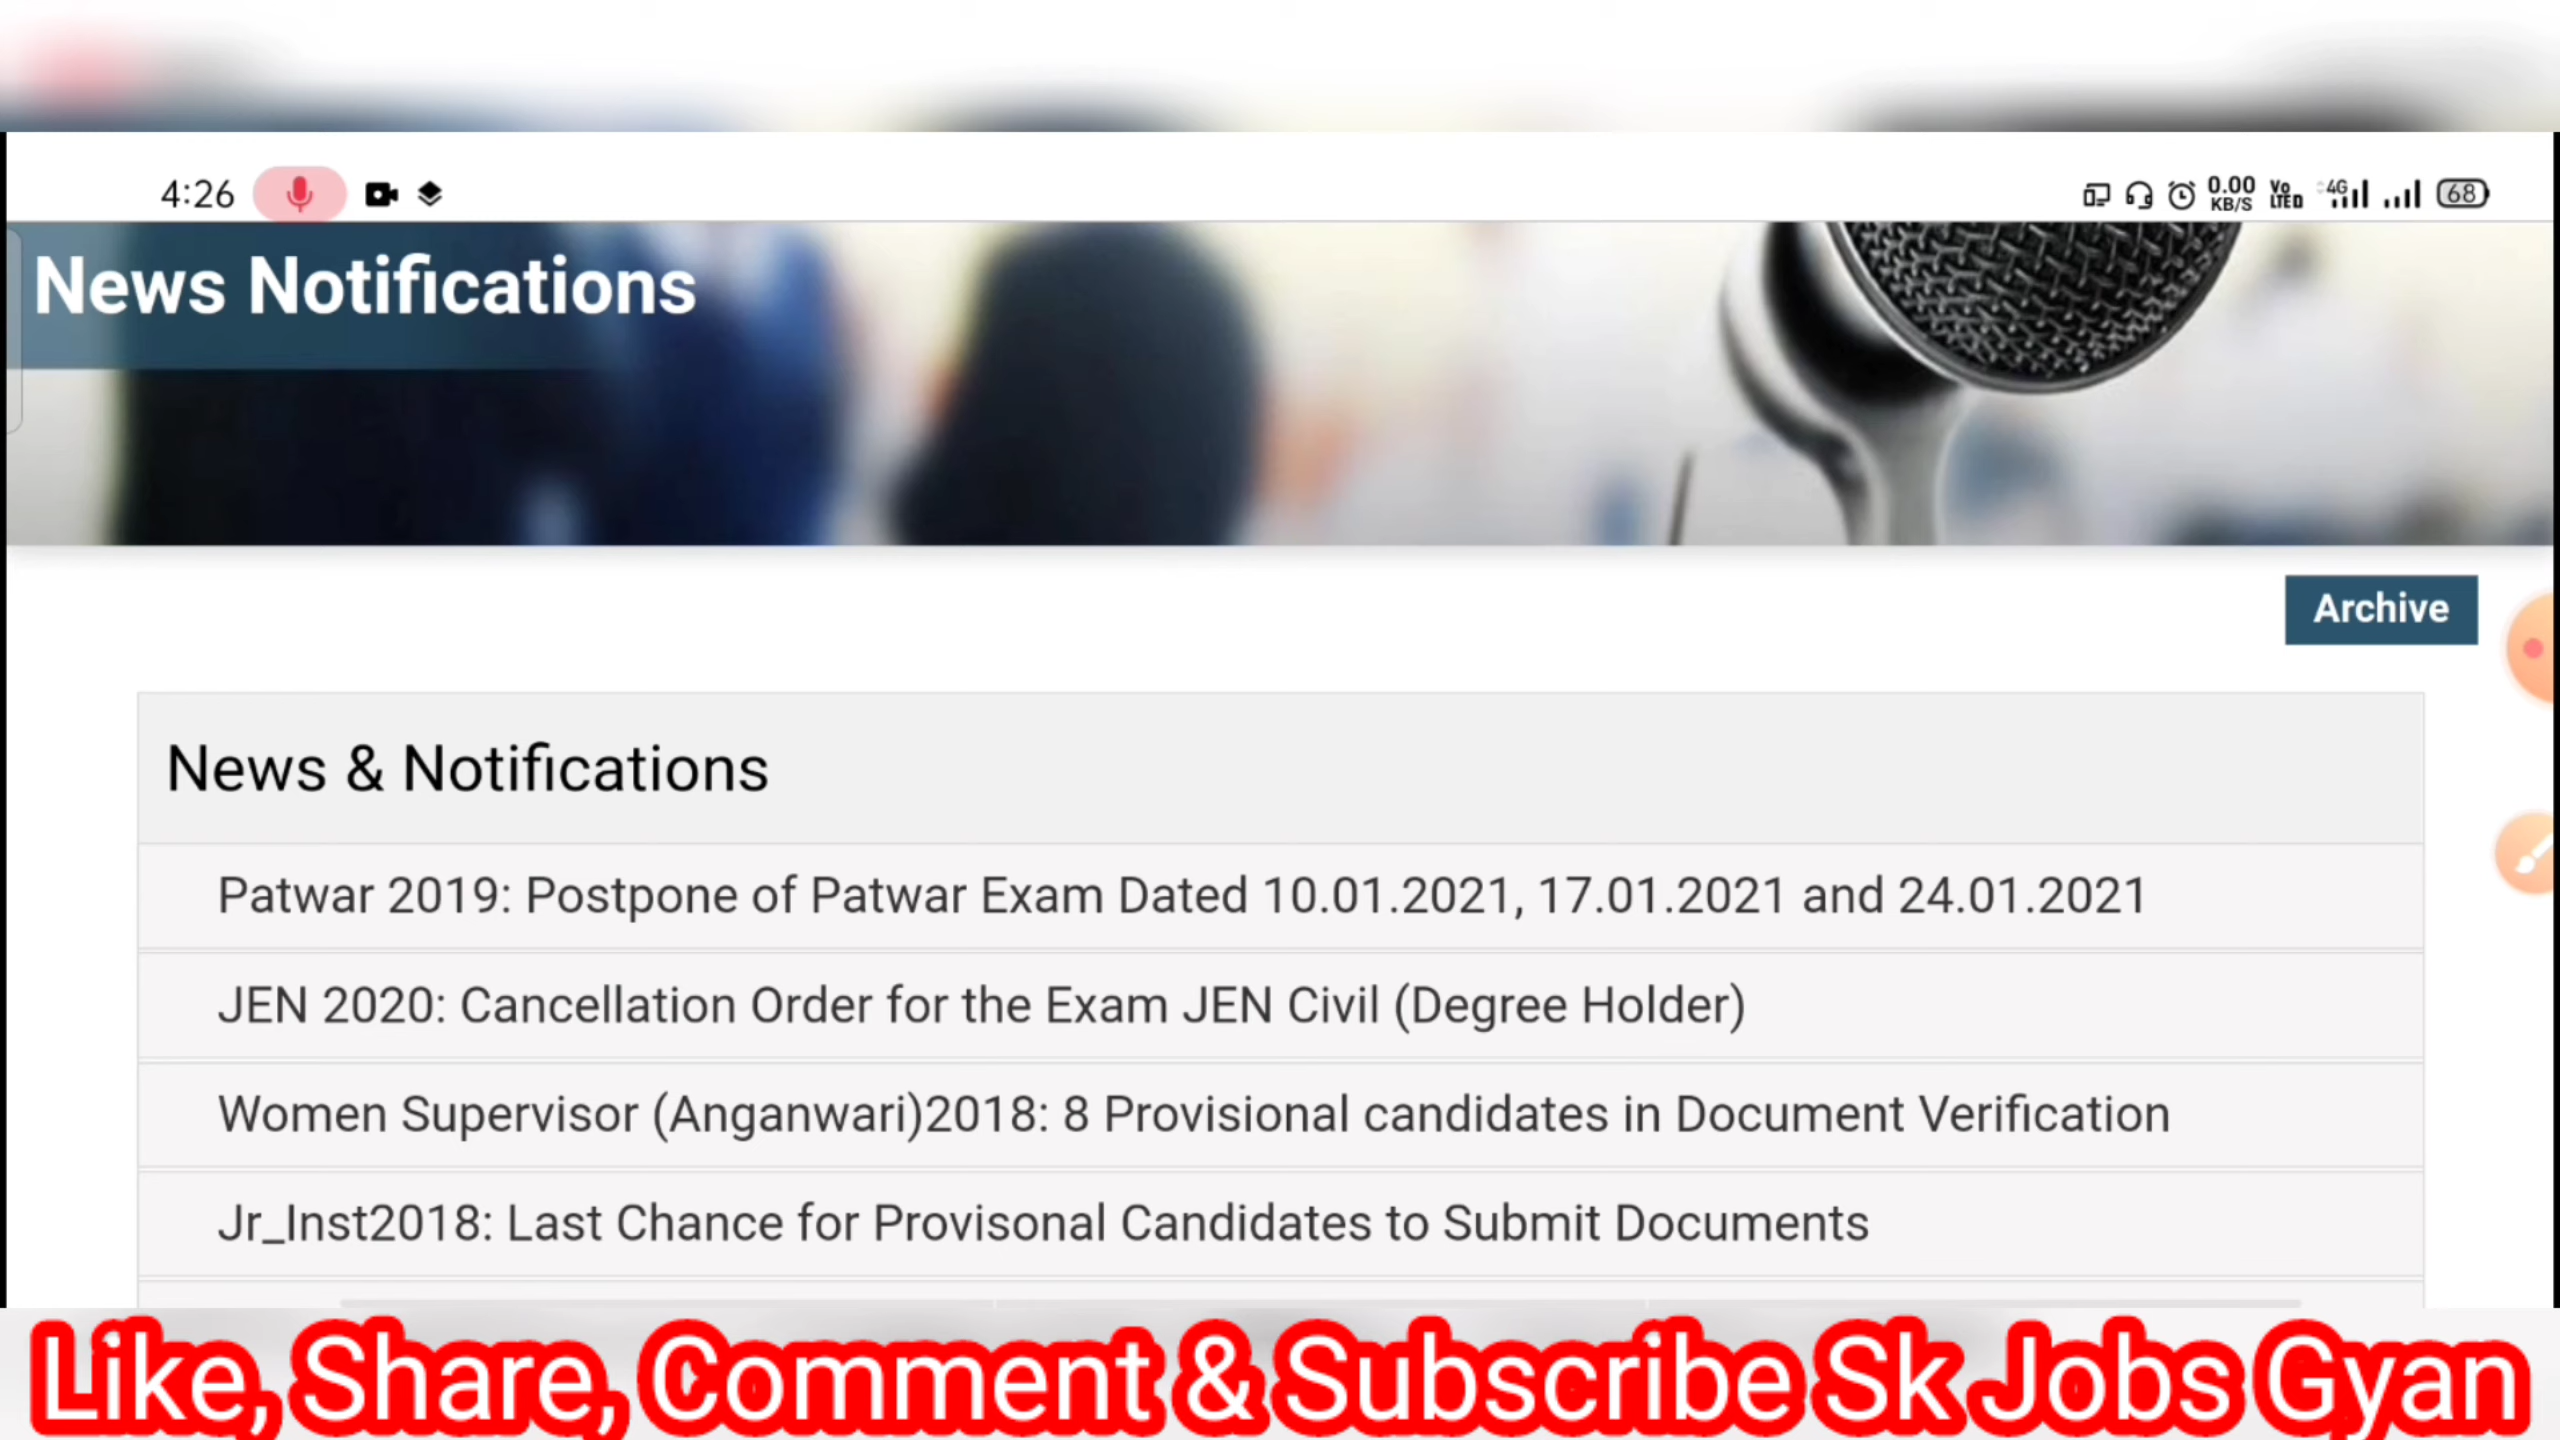 4:26
0.00 KB/S
Vo LTE
4G
68
News Notifications
Archive
News & Notifications
Patwar 2019: Postpone of Patwar Exam Dated 10.01.2021, 17.01.2021 and 24.01.2021
JEN 2020: Cancellation Order for the Exam JEN Civil (Degree Holder)
Women Supervisor (Anganwari)2018: 8 Provisional candidates in Document Verification
Jr_Inst2018: Last Chance for Provisonal Candidates to Submit Documents
Like, Share, Comment & Subscribe Sk Jobs Gyan